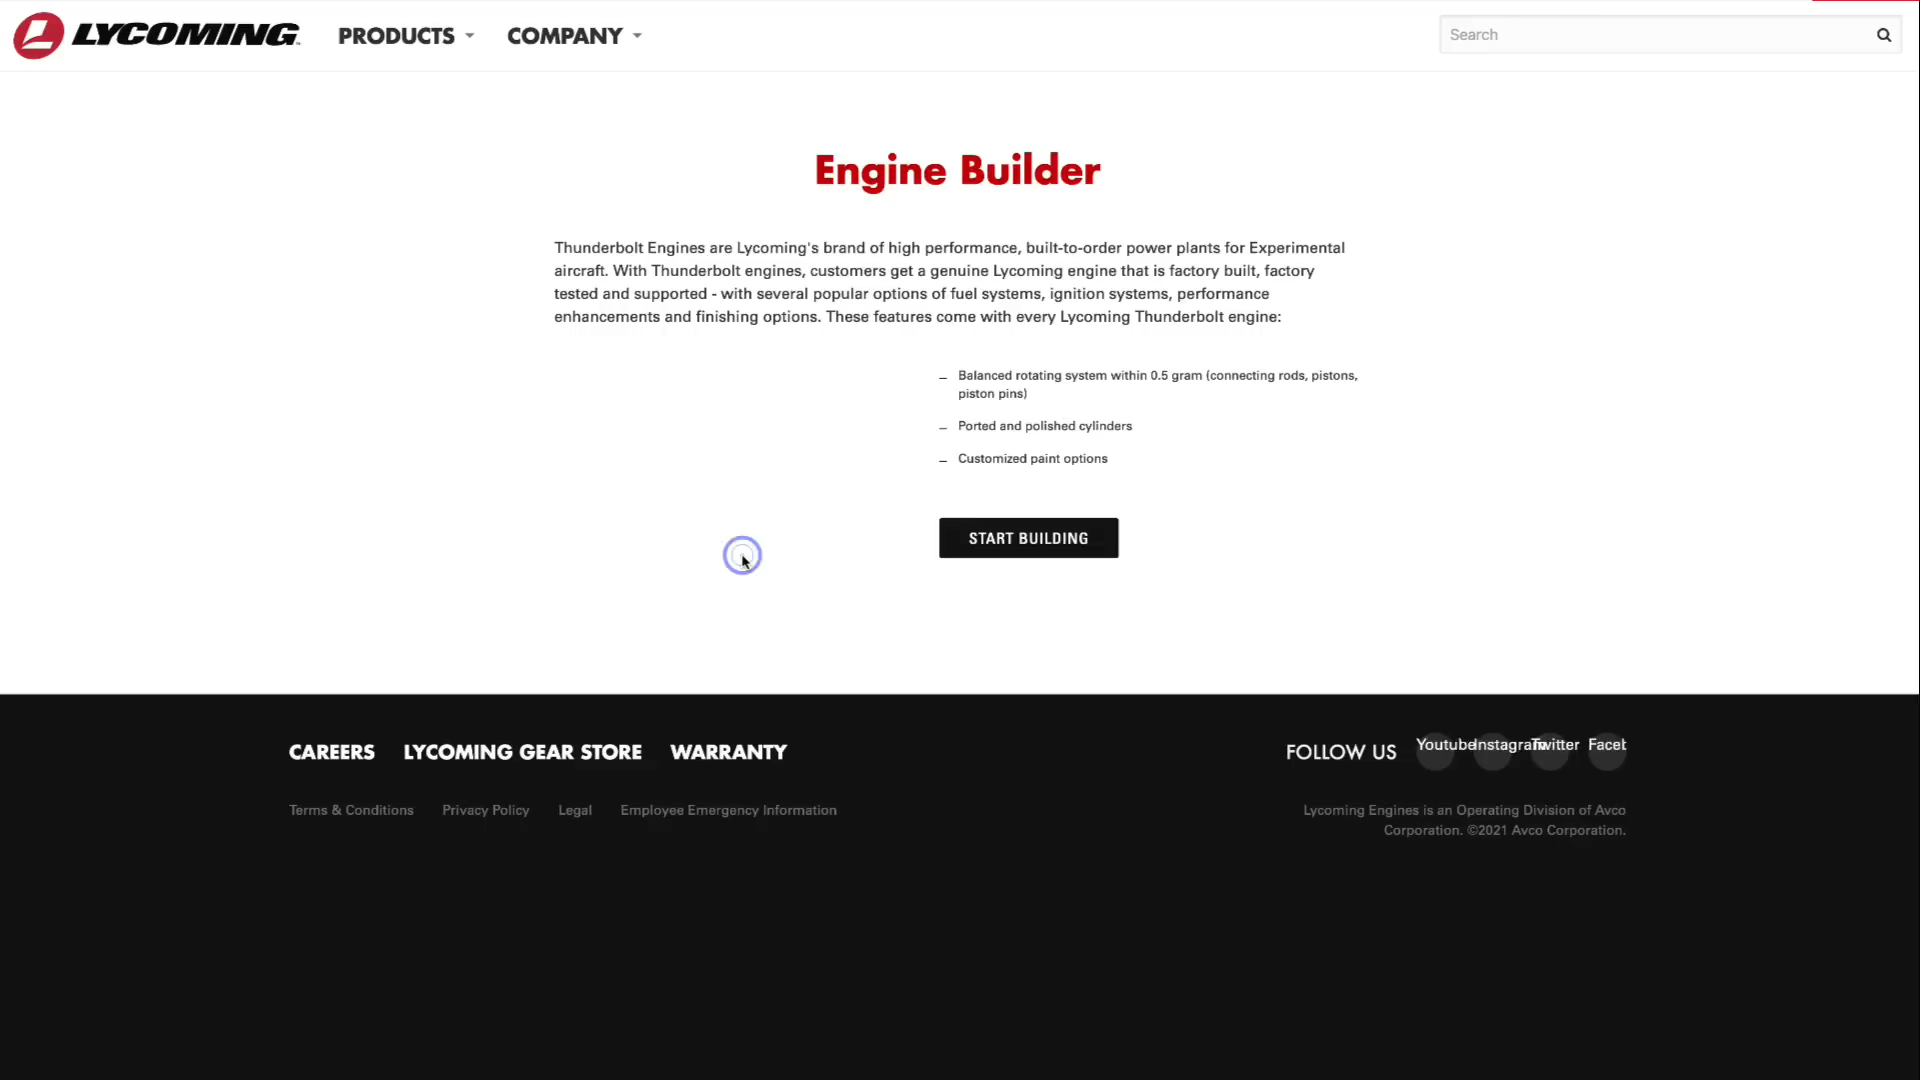 LYCOMING
PRODUCTS
COMPANY
Search
Engine Builder
Thunderbolt Engines are Lycoming's brand of high performance, built-to-order power plants for Experimental
aircraft. With Thunderbolt engines, customers get a genuine Lycoming engine that is factory built, factory
tested and supported - with several popular options of fuel systems, ignition systems, performance
enhancements and finishing options. These features come with every Lycoming Thunderbolt engine:
– Balanced rotating system within 0.5 gram (connecting rods, pistons,
piston pins)
– Ported and polished cylinders
– Customized paint options
START BUILDING
CAREERS LYCOMING GEAR STORE WARRANTY
FOLLOW US Youtube Instagram Twitter Faceb
Terms & Conditions Privacy Policy Legal Employee Emergency Information
Lycoming Engines is an Operating Division of Avco
Corporation. ©2021 Avco Corporation.